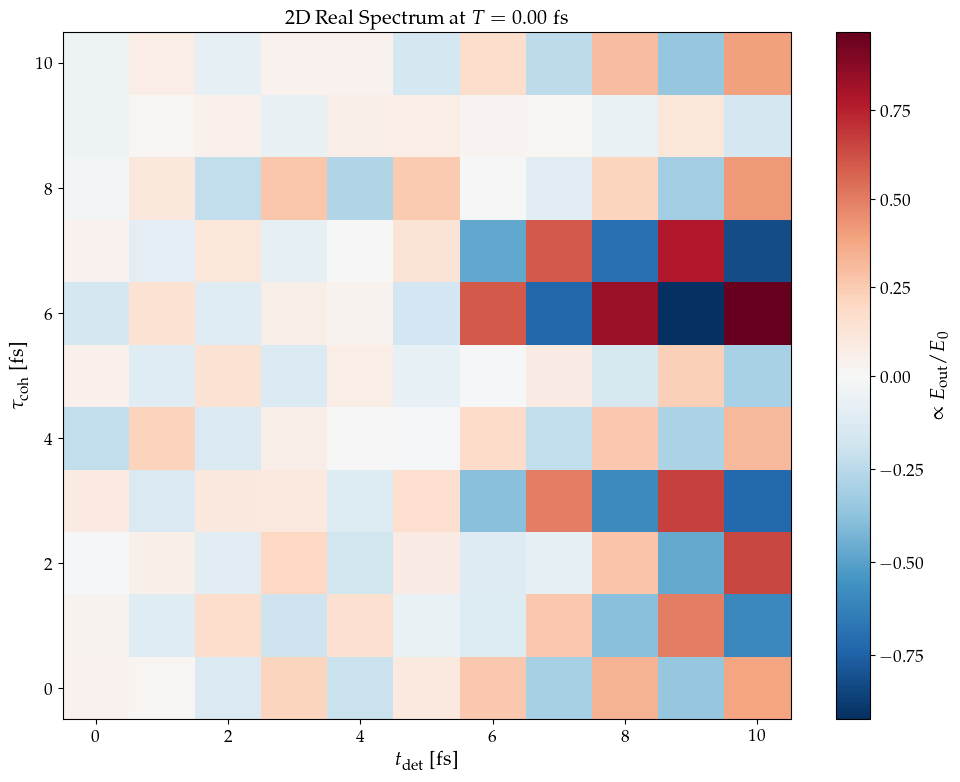 2D Real Spectrum at T = 0.00 fs
10
8
6
4
2
0
τcoh [fs]
0 2 4 6 8 10
tdet [fs]
0.75
0.50
0.25
0.00
−0.25
−0.50
−0.75
∝ Eout/E0